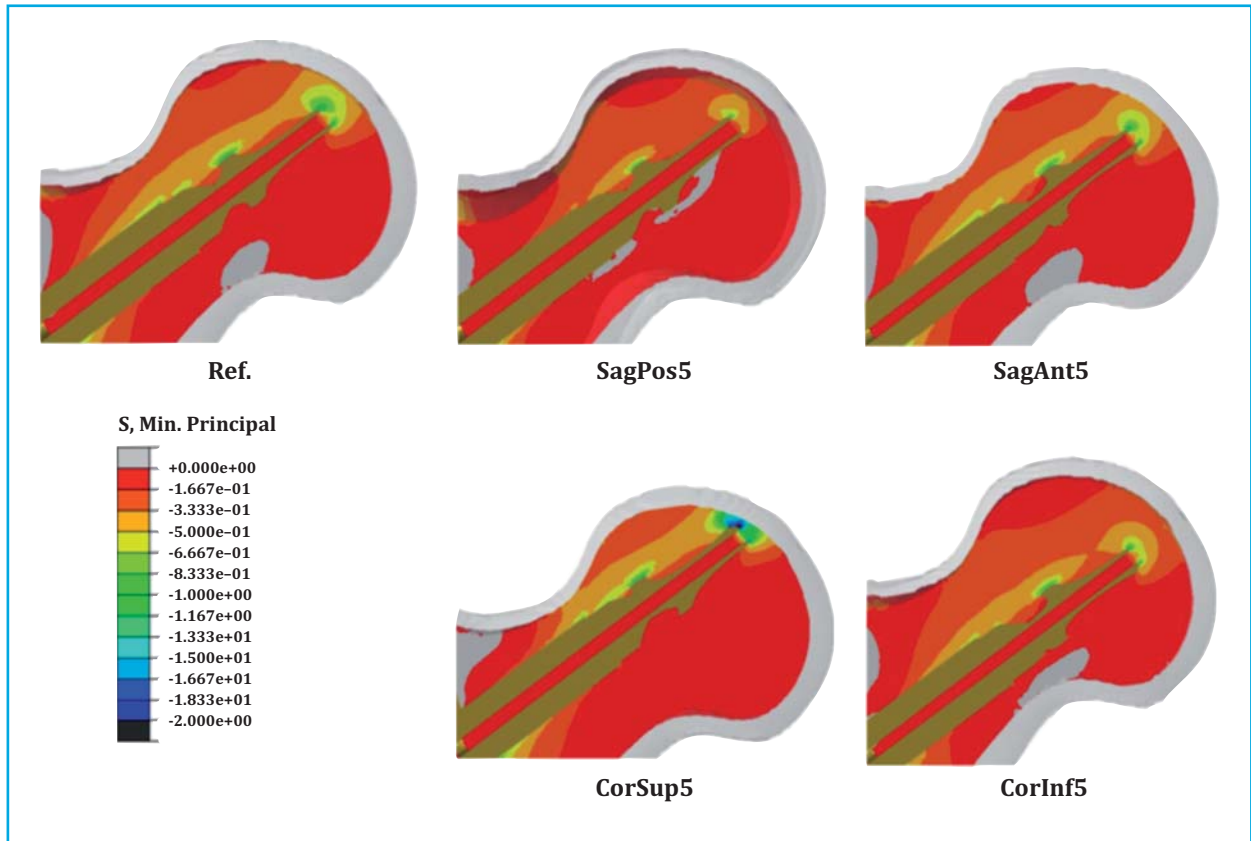 Ref.
SagPos5
SagAnt5
S, Min. Principal
+0.000e+00
-1.667e–01
-3.333e–01
-5.000e–01
-6.667e–01
-8.333e–01
-1.000e+00
-1.167e+00
-1.333e+01
-1.500e+01
-1.667e+01
-1.833e+01
-2.000e+00
CorSup5
CorInf5